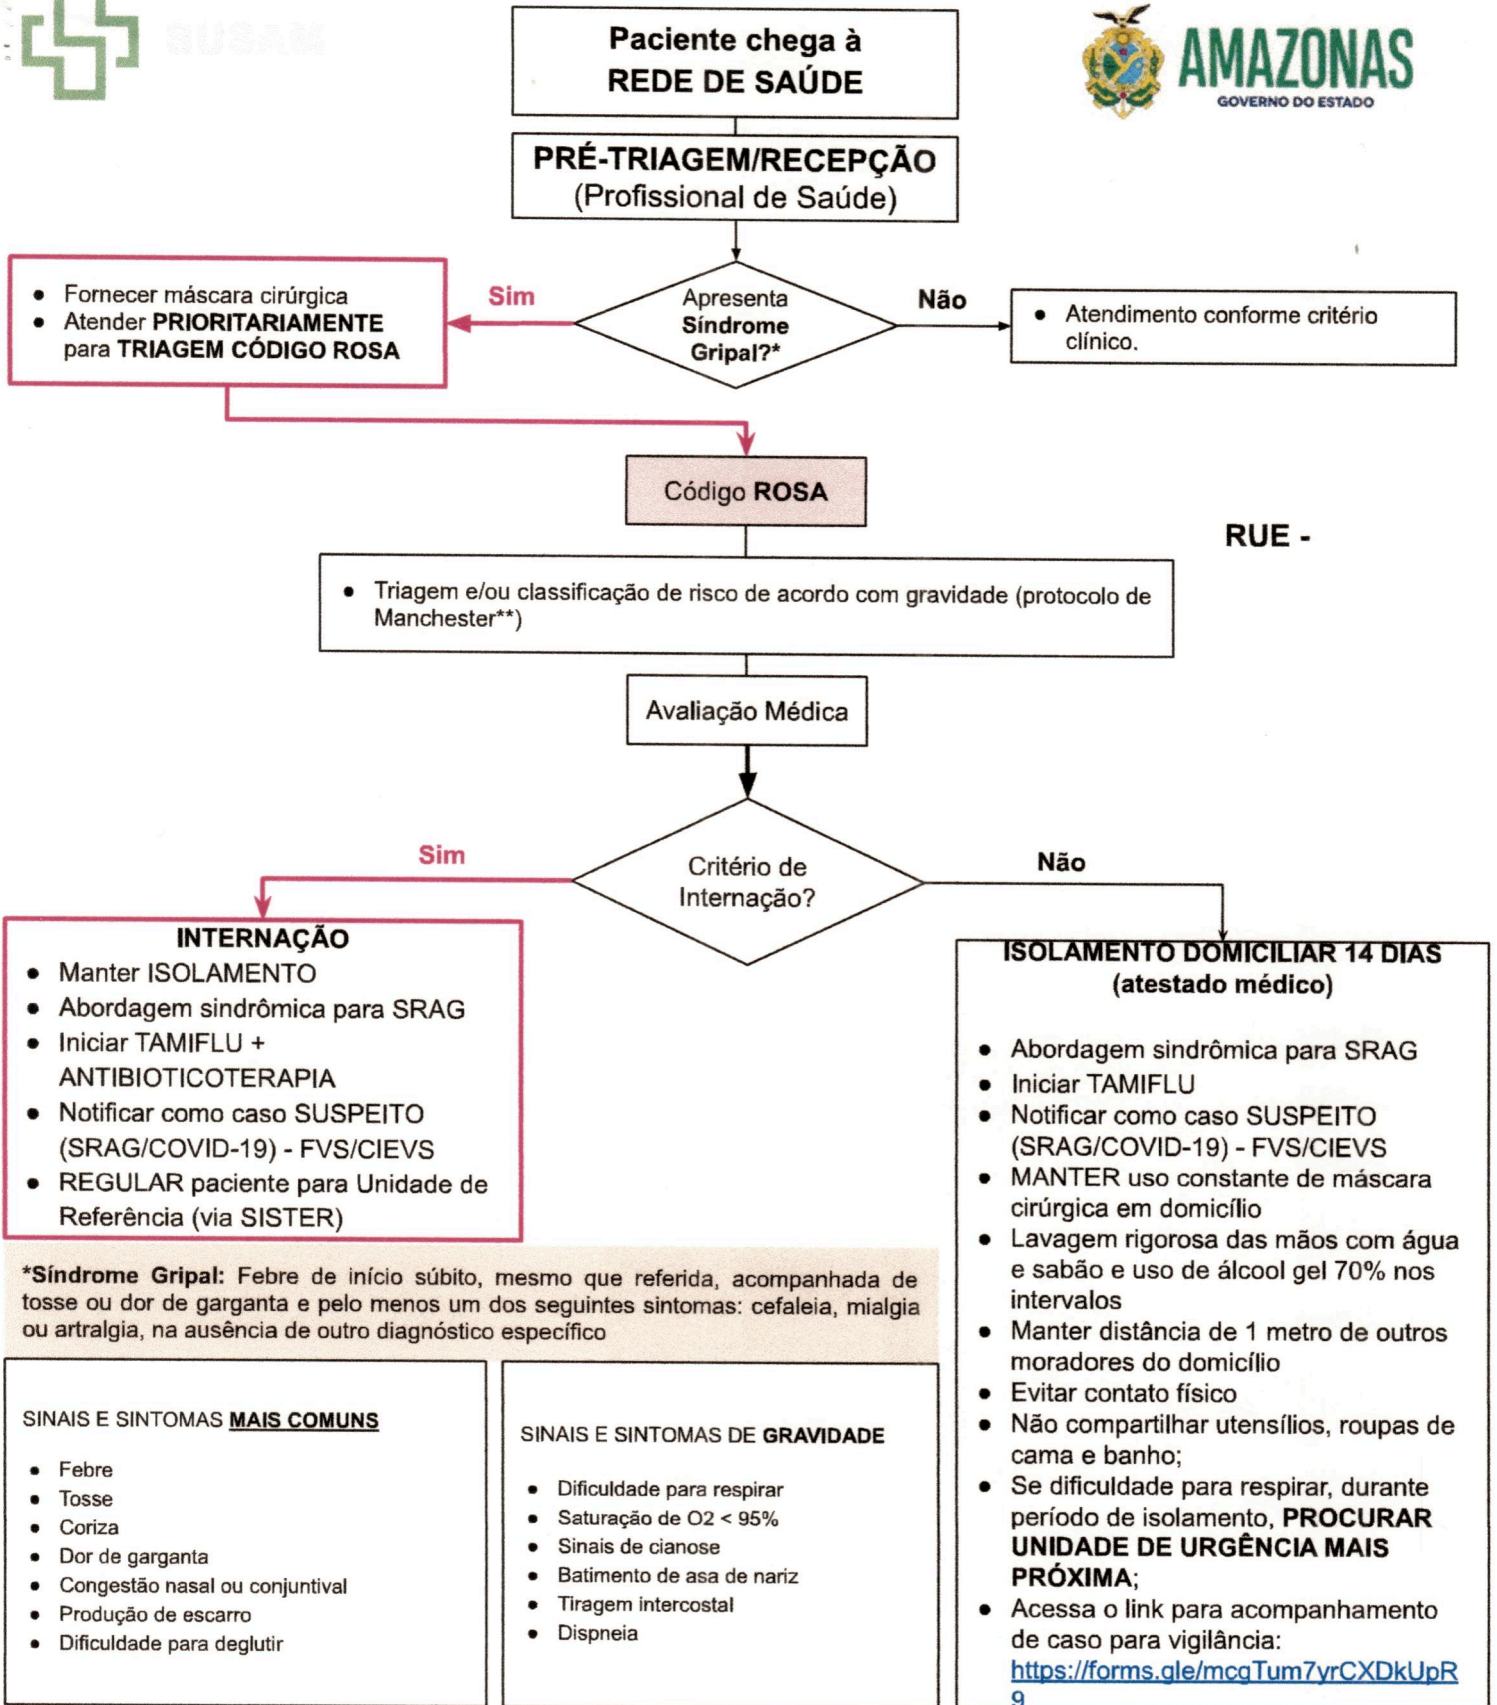 Paciente chega à
REDE DE SAÚDE
AMAZONAS
GOVERNO DO ESTADO
PRÉ-TRIAGEM/RECEPÇÃO
(Profissional de Saúde)
● Fornecer máscara cirúrgica
● Atender PRIORITARIAMENTE
para TRIAGEM CÓDIGO ROSA
Sim
Apresenta
Síndrome
Gripal?*
Não
● Atendimento conforme critério
clínico.
Código ROSA
RUE -
● Triagem e/ou classificação de risco de acordo com gravidade (protocolo de
Manchester**)
Avaliação Médica
Sim
Critério de
Internação?
Não
INTERNAÇÃO
● Manter ISOLAMENTO
● Abordagem sindrômica para SRAG
● Iniciar TAMIFLU +
ANTIBIOTICOTERAPIA
● Notificar como caso SUSPEITO
(SRAG/COVID-19) - FVS/CIEVS
● REGULAR paciente para Unidade de
Referência (via SISTER)
ISOLAMENTO DOMICILIAR 14 DIAS
(atestado médico)
● Abordagem sindrômica para SRAG
● Iniciar TAMIFLU
● Notificar como caso SUSPEITO
(SRAG/COVID-19) - FVS/CIEVS
● MANTER uso constante de máscara
cirúrgica em domicílio
● Lavagem rigorosa das mãos com água
e sabão e uso de álcool gel 70% nos
intervalos
● Manter distância de 1 metro de outros
moradores do domicílio
● Evitar contato físico
● Não compartilhar utensílios, roupas de
cama e banho;
● Se dificuldade para respirar, durante
período de isolamento, PROCURAR
UNIDADE DE URGÊNCIA MAIS
PRÓXIMA;
● Acessa o link para acompanhamento
de caso para vigilância:
https://forms.gle/mcgTum7yrCXDkUpR
9
*Síndrome Gripal: Febre de início súbito, mesmo que referida, acompanhada de
tosse ou dor de garganta e pelo menos um dos seguintes sintomas: cefaleia, mialgia
ou artralgia, na ausência de outro diagnóstico específico
SINAIS E SINTOMAS MAIS COMUNS
● Febre
● Tosse
● Coriza
● Dor de garganta
● Congestão nasal ou conjuntival
● Produção de escarro
● Dificuldade para deglutir
SINAIS E SINTOMAS DE GRAVIDADE
● Dificuldade para respirar
● Saturação de O2 < 95%
● Sinais de cianose
● Batimento de asa de nariz
● Tiragem intercostal
● Dispneia